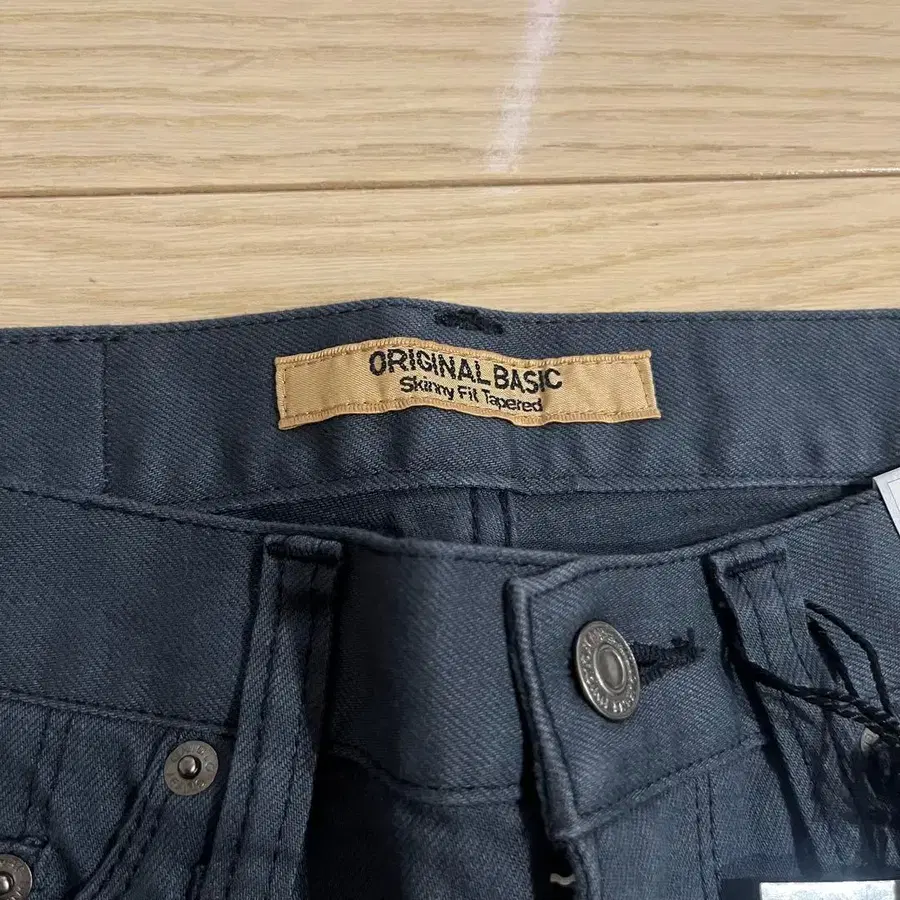 ORIGINAL BASIC
Skinny Fit Tapered